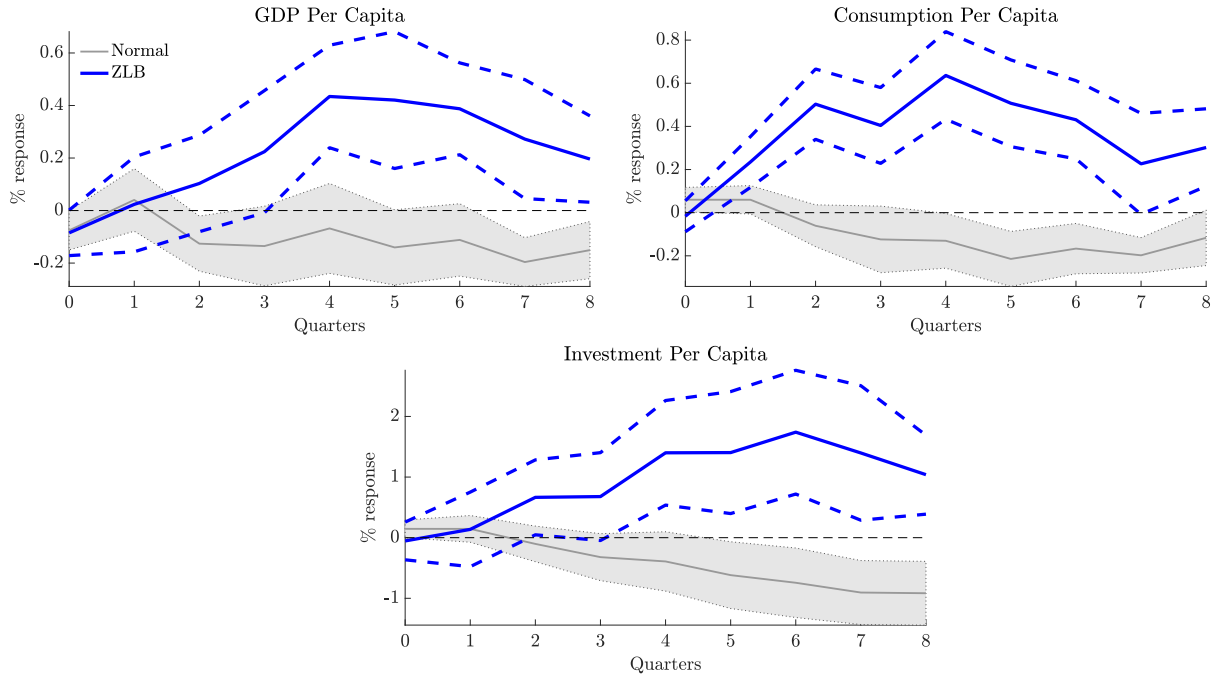 GDP Per Capita
Normal
ZLB
% response
0.6
0.4
0.2
0
-0.2
0 1 2 3 4 5 6 7 8
Quarters
Consumption Per Capita
% response
0.8
0.6
0.4
0.2
0
-0.2
0 1 2 3 4 5 6 7 8
Quarters
Investment Per Capita
% response
2
1
0
-1
0 1 2 3 4 5 6 7 8
Quarters